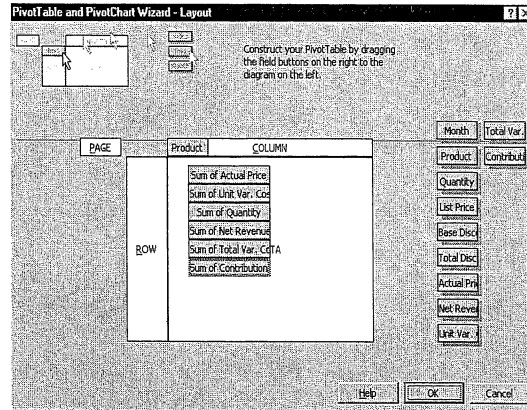 PivotTable and PivotChart Wizard - Layout
Construct your PivotTable by dragging
the field buttons on the right to the
diagram on the left.
PAGE
Product
COLUMN
ROW
Sum of Actual Price
Sum of Unit Var. Cos
Sum of Quantity
Sum of Net Revenue
Sum of Total Var. CoTA
Sum of Contribution
Month
Total Var.
Product
Contributi
Quantity
List Price
Base Disco
Total Disc
Actual Pri
Net Reve
Unit Var.
Help
OK
Cancel